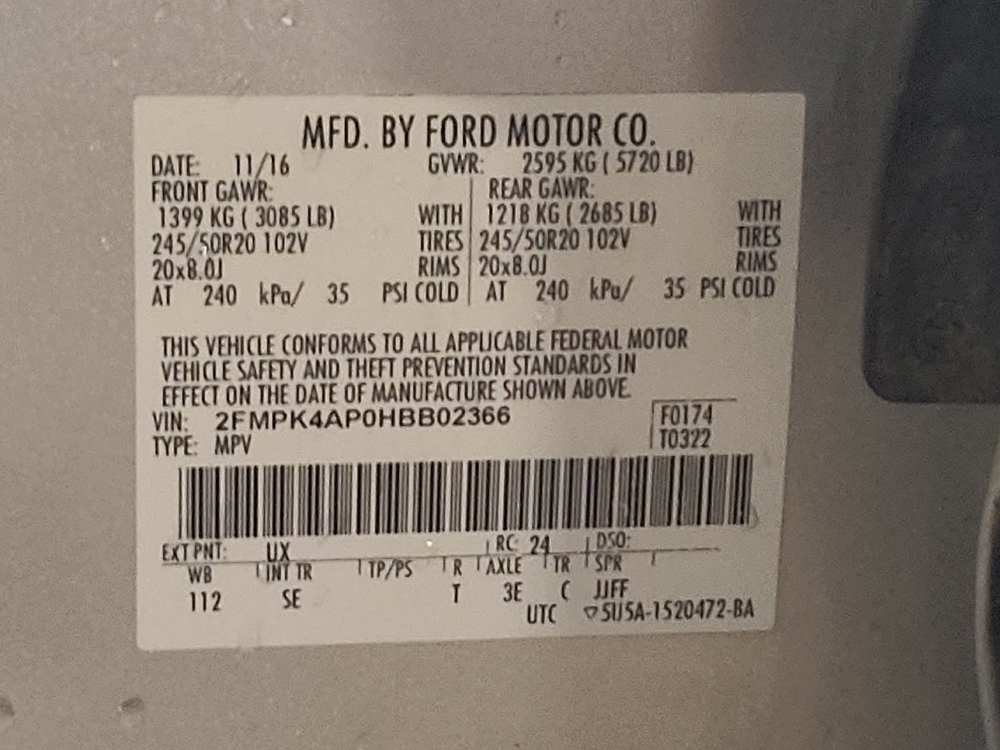 MFD. BY FORD MOTOR CO.
DATE: 11/16 GVWR: 2595 KG ( 5720 LB)
FRONT GAWR: REAR GAWR:
1399 KG ( 3085 LB) WITH 1218 KG ( 2685 LB) WITH
245/50R20 102V TIRES 245/50R20 102V TIRES
20x8.0J RIMS 20x8.0J RIMS
AT 240 kPa/ 35 PSI COLD AT 240 kPa/ 35 PSI COLD
THIS VEHICLE CONFORMS TO ALL APPLICABLE FEDERAL MOTOR
VEHICLE SAFETY AND THEFT PREVENTION STANDARDS IN
EFFECT ON THE DATE OF MANUFACTURE SHOWN ABOVE.
VIN: 2FMPK4AP0HBB02366 F0174
TYPE: MPV T0322
EXT PNT: UX RC: 24 DSO:
WB INT TR TP/PS R AXLE TR SPR
112 SE T 3E C JJFF
UTC ▽5U5A-1520472-BA